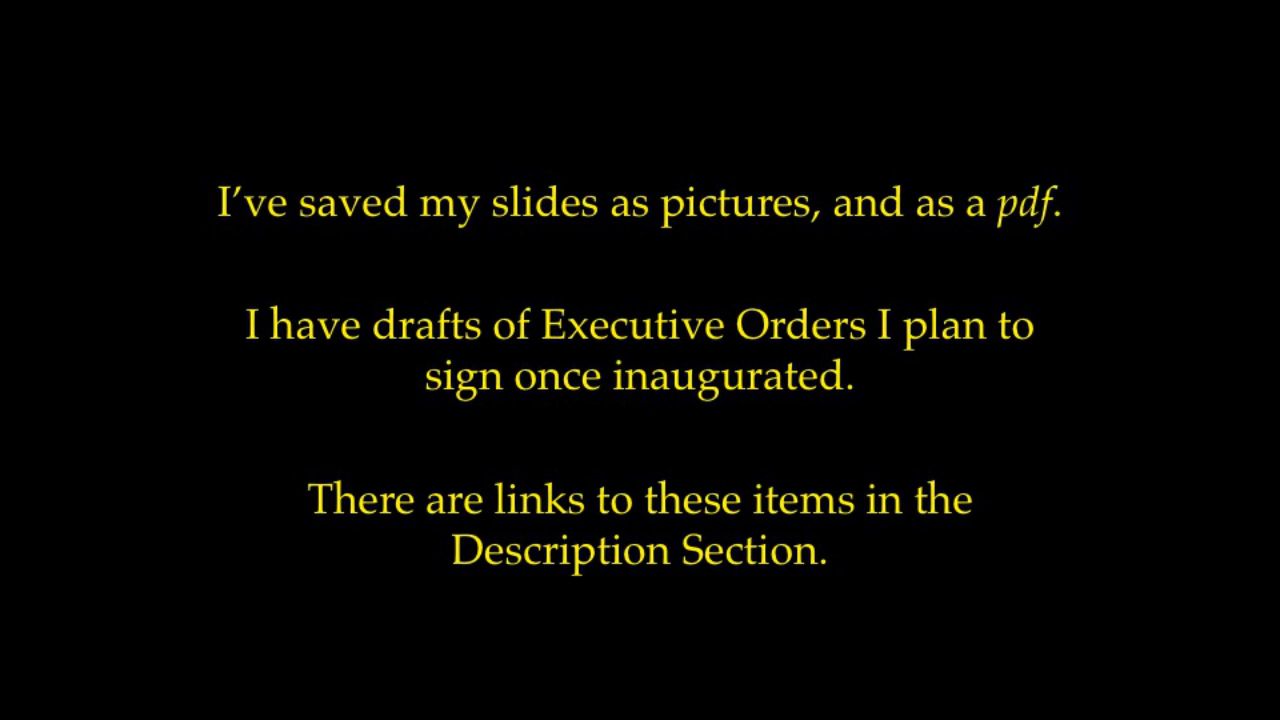 I’ve saved my slides as pictures, and as a pdf.
I have drafts of Executive Orders I plan to
sign once inaugurated.
There are links to these items in the
Description Section.